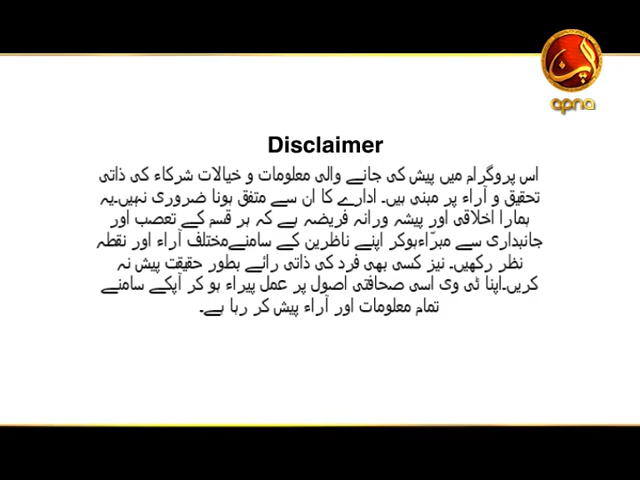 اپنا
apna
Disclaimer
اس پروگرام میں پیش کی جانے والی معلومات و خیالات شرکاء کی ذاتی
تحقیق و آراء پر مبنی ہیں۔ ادارے کا ان سے متفق ہونا ضروری نہیں۔یہ
ہمارا اخلاقی اور پیشہ ورانہ فریضہ ہے کہ ہر قسم کے تعصب اور
جانبداری سے مبرّاءہوکر اپنے ناظرین کے سامنےمختلف آراء اور نقطہ
نظر رکھیں۔ نیز کسی بھی فرد کی ذاتی رائے بطور حقیقت پیش نہ
کریں۔اپنا ٹی وی اسی صحافتی اصول پر عمل پیراء ہو کر آپکے سامنے
تمام معلومات اور آراء پیش کر رہا ہے۔